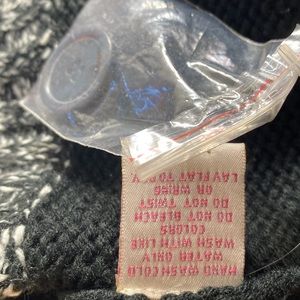 HAND WASH COLD
WATER ONLY
WASH WITH LIKE
COLORS
DO NOT BLEACH
DO NOT TWIST
OR WRING
LAY FLAT TO DRY.